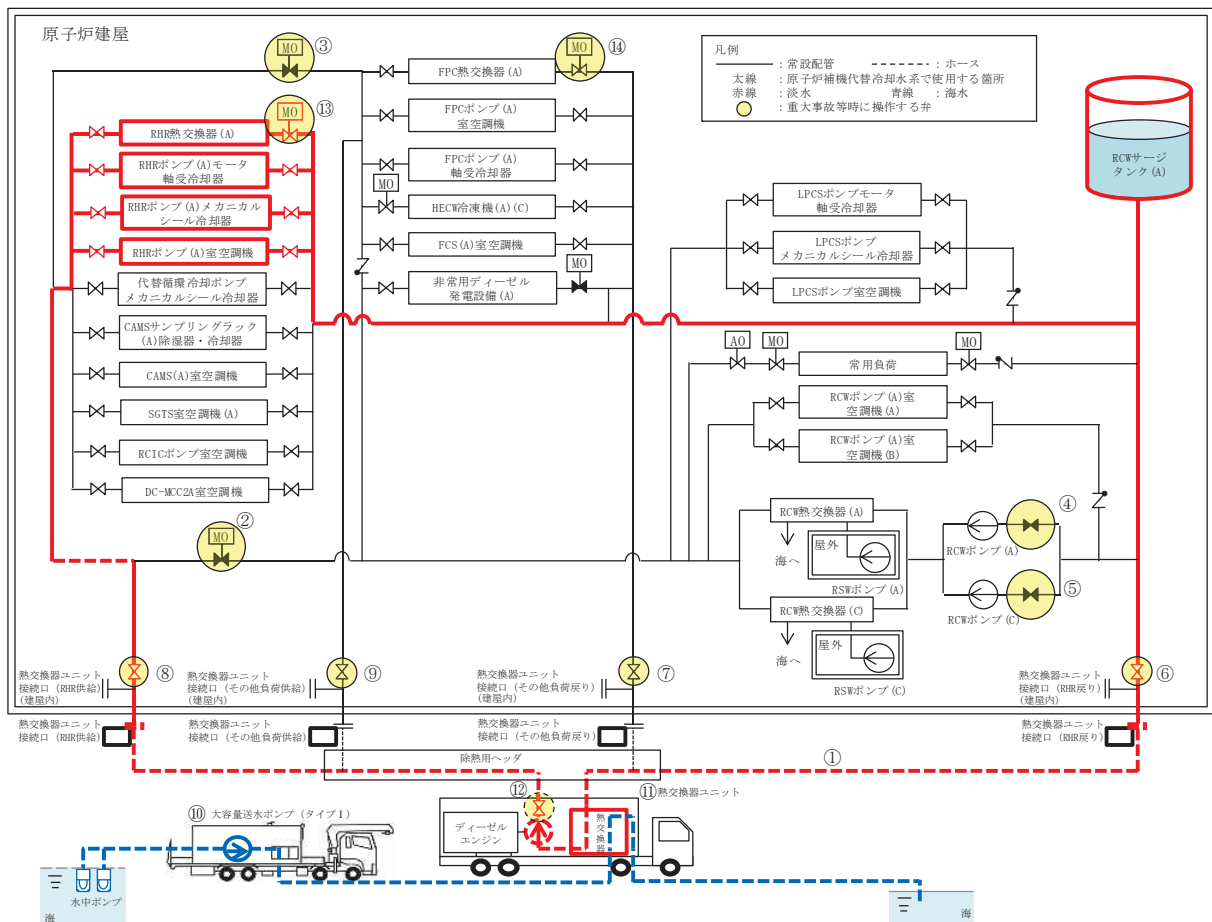 原子炉建屋
③
MO
⑭
MO
凡例
: 常設配管
: ホース
太線 : 原子炉補機代替冷却水系で使用する箇所
赤線 : 淡水 青線 : 海水
: 重大事故等時に操作する弁
FPC熱交換器(A)
FPCポンプ(A)
室空調機
FPCポンプ(A)
軸受冷却器
MO
HECW冷凍機(A)(C)
FCS(A)室空調機
MO
非常用ディーゼル
発電設備(A)
⑬
MO
RHR熱交換器(A)
RHRポンプ(A)モータ
軸受冷却器
RHRポンプ(A)メカニカル
シール冷却器
RHRポンプ(A)室空調機
代替循環冷却ポンプ
メカニカルシール冷却器
CAMSサンプリングラック
(A)除湿器・冷却器
CAMS(A)室空調機
SGTS室空調機(A)
RCICポンプ室空調機
DC-MCC2A室空調機
②
MO
RCWサージ
タンク(A)
LPCSポンプモータ
軸受冷却器
LPCSポンプ
メカニカルシール冷却器
LPCSポンプ室空調機
AO
MO
MO
常用負荷
RCWポンプ(A)室
空調機(A)
RCWポンプ(A)室
空調機(B)
RCW熱交換器(A)
海へ
屋外
RSWポンプ(A)
RCW熱交換器(C)
海へ
屋外
RSWポンプ(C)
④
RCWポンプ(A)
⑤
RCWポンプ(C)
⑧
熱交換器ユニット
接続口(RHR供給)
(建屋内)
⑨
熱交換器ユニット
接続口(その他負荷供給)
(建屋内)
⑦
熱交換器ユニット
接続口(その他負荷戻り)
(建屋内)
⑥
熱交換器ユニット
接続口(RHR戻り)
(建屋内)
熱交換器ユニット
接続口(RHR供給)
熱交換器ユニット
接続口(その他負荷供給)
熱交換器ユニット
接続口(その他負荷戻り)
熱交換器ユニット
接続口(RHR戻り)
除熱用ヘッダ
①
⑩ 大容量送水ポンプ(タイプⅠ)
⑫
⑪ 熱交換器ユニット
ディーゼル
エンジン
熱交換器
水中ポンプ
海
海